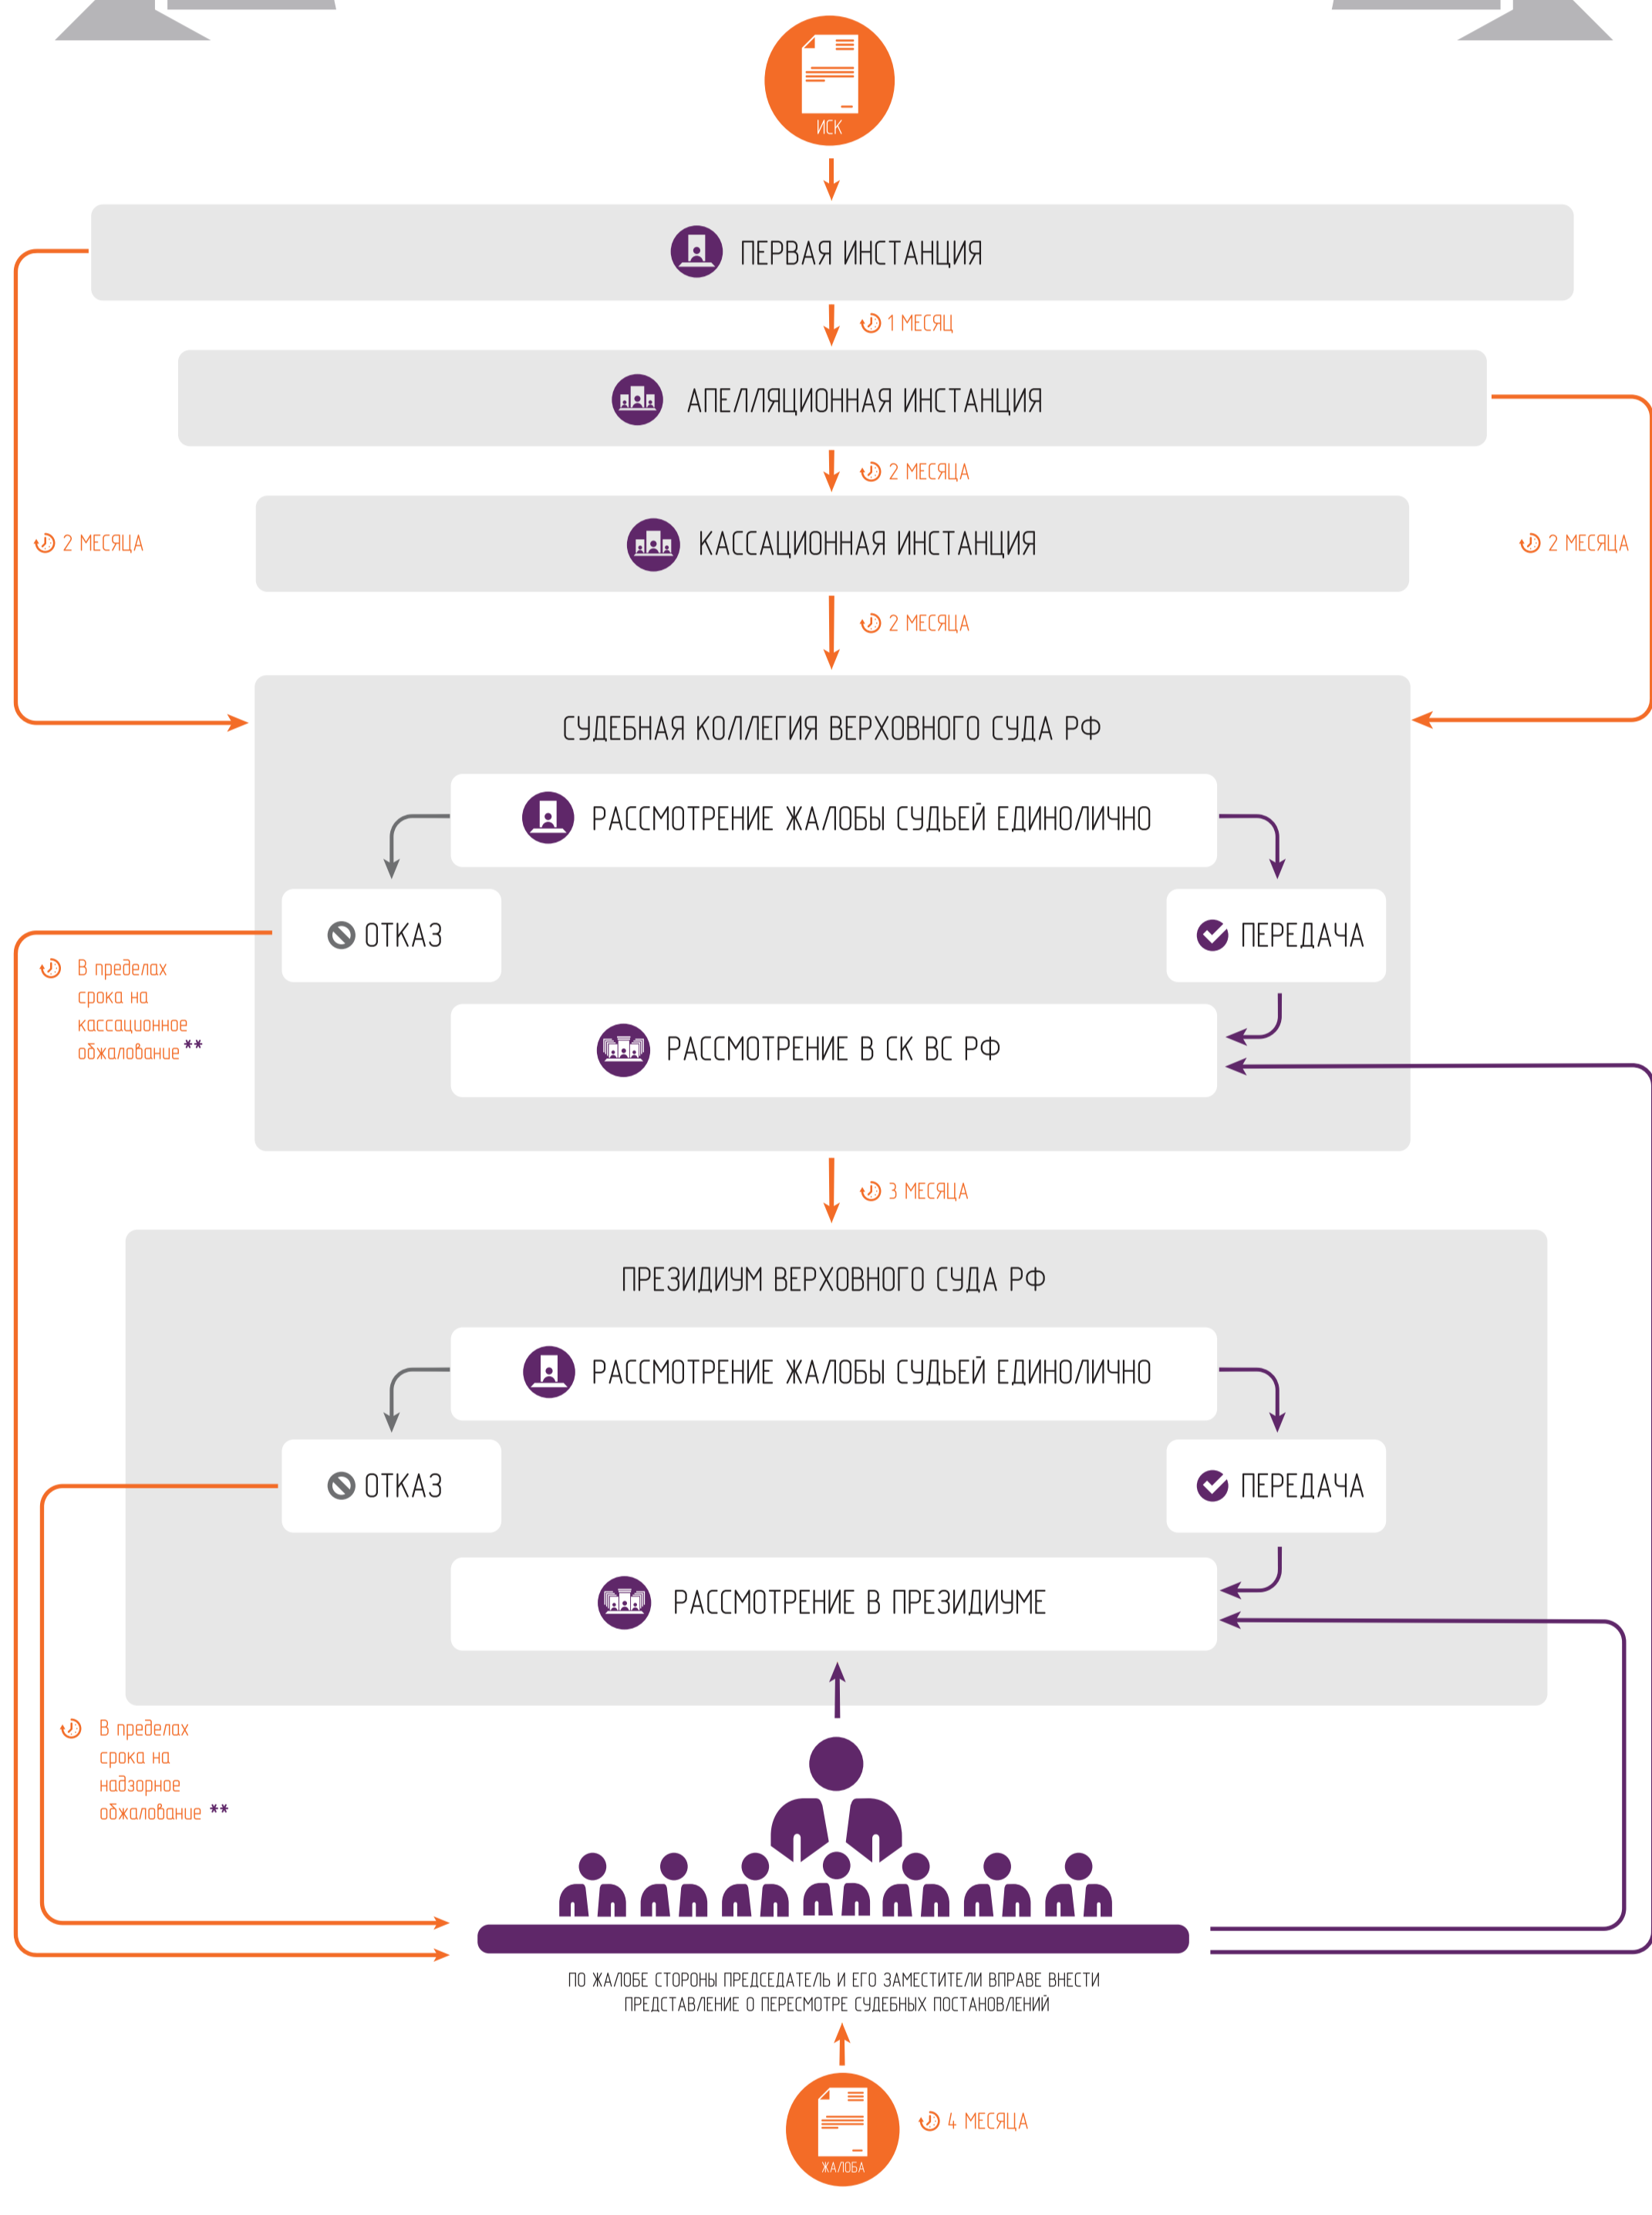 ИСК
ПЕРВАЯ ИНСТАНЦИЯ
1 МЕСЯЦ
АПЕЛЛЯЦИОННАЯ ИНСТАНЦИЯ
2 МЕСЯЦА
КАССАЦИОННАЯ ИНСТАНЦИЯ
2 МЕСЯЦА
2 МЕСЯЦА
2 МЕСЯЦА
СУДЕБНАЯ КОЛЛЕГИЯ ВЕРХОВНОГО СУДА РФ
РАССМОТРЕНИЕ ЖАЛОБЫ СУДЬЕЙ ЕДИНОЛИЧНО
ОТКАЗ
ПЕРЕДАЧА
В пределах
срока на
кассационное
обжалование **
РАССМОТРЕНИЕ В СК ВС РФ
3 МЕСЯЦА
ПРЕЗИДИУМ ВЕРХОВНОГО СУДА РФ
РАССМОТРЕНИЕ ЖАЛОБЫ СУДЬЕЙ ЕДИНОЛИЧНО
ОТКАЗ
ПЕРЕДАЧА
РАССМОТРЕНИЕ В ПРЕЗИДИУМЕ
В пределах
срока на
надзорное
обжалование **
ПО ЖАЛОБЕ СТОРОНЫ ПРЕДСЕДАТЕЛЬ И ЕГО ЗАМЕСТИТЕЛИ ВПРАВЕ ВНЕСТИ
ПРЕДСТАВЛЕНИЕ О ПЕРЕСМОТРЕ СУДЕБНЫХ ПОСТАНОВЛЕНИЙ
4 МЕСЯЦА
ЖАЛОБА